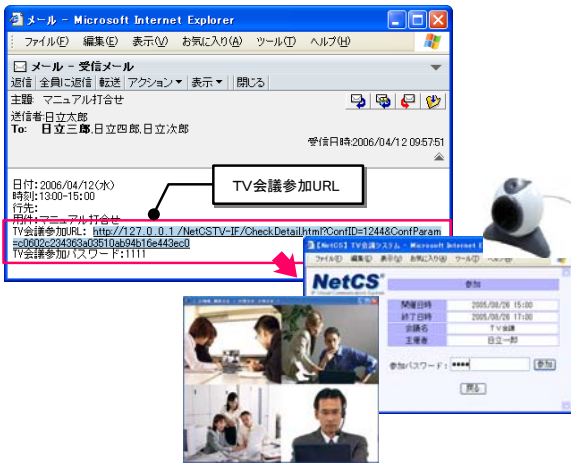 メール - Microsoft Internet Explorer
ファイル(F) 編集(E) 表示(V) お気に入り(A) ツール(T) ヘルプ(H)
メール - 受信メール
返信 全員に返信 転送 アクション▼ 表示▼ 閉じる
主題: マニュアル打合せ
送信者:日立太郎
To: 日立三郎,日立四郎,日立次郎
受信日時:2006/04/12 09:57:51
日付:2006/04/12(水)
時刻:13:00-15:00
行先:
用件:マニュアル打合せ
TV会議参加URL
TV会議参加URL: http://127.0.0.1/NetCSTV-IF/CheckDetail.html?ConfID=1244&ConfParam
=c0602c234363a03510ab94b16e443ec0
TV会議参加パスワード:1111
【NetCS】TV会議システム - Microsoft Internet E
ファイル(F) 編集(E) 表示(V) お気に入り(A) ツール(T)
NetCS
参加
開催日時 2005/08/26 15:00
終了日時 2005/08/26 17:00
会議名 TV会議
主催者 日立一郎
参加パスワード: ●●●● 参加
戻る